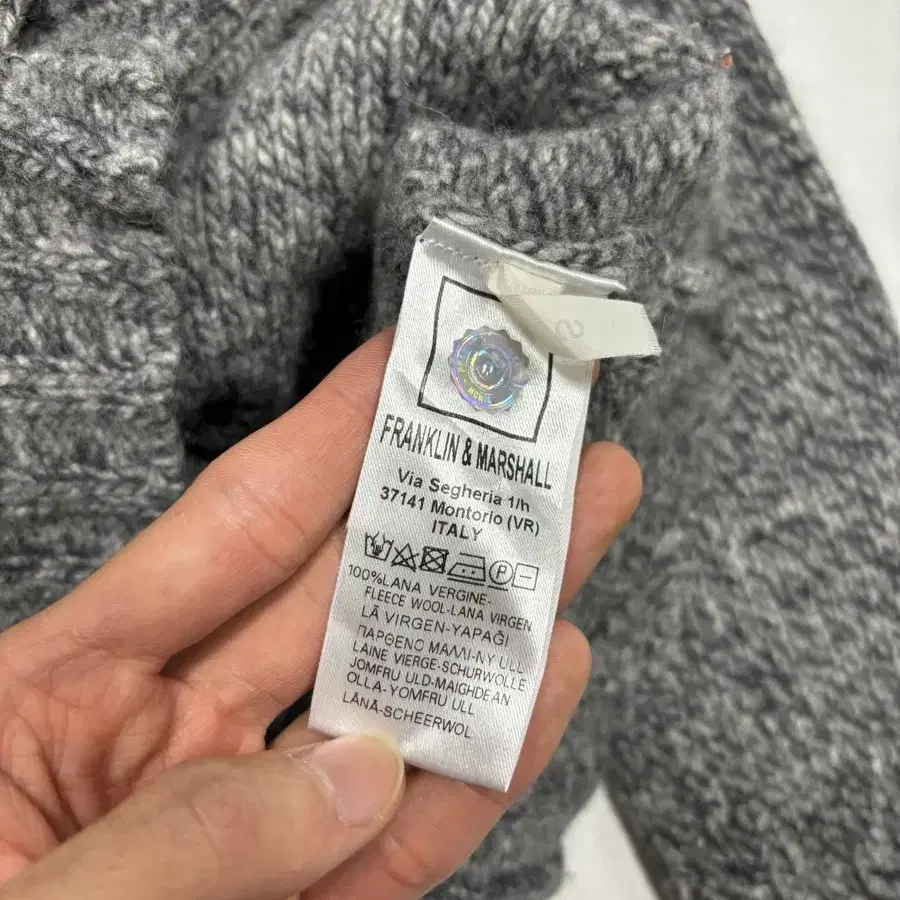 S
FRANKLIN & MARSHALL
Via Segheria 1/h
37141 Montorio (VR)
ITALY
P
100%LANA VERGINE-
FLEECE WOOL-LANA VIRGEN
LÃ VIRGEN-YAPAĞI
ΠΑΡΘΕΝΟ ΜΑΛΛΙ-NY ULL
LAINE VIERGE-SCHURWOLLE
JOMFRU ULD-MAIGHDEAN
OLLA-YOMFRU ULL
LÂNĂ-SCHEERWOL